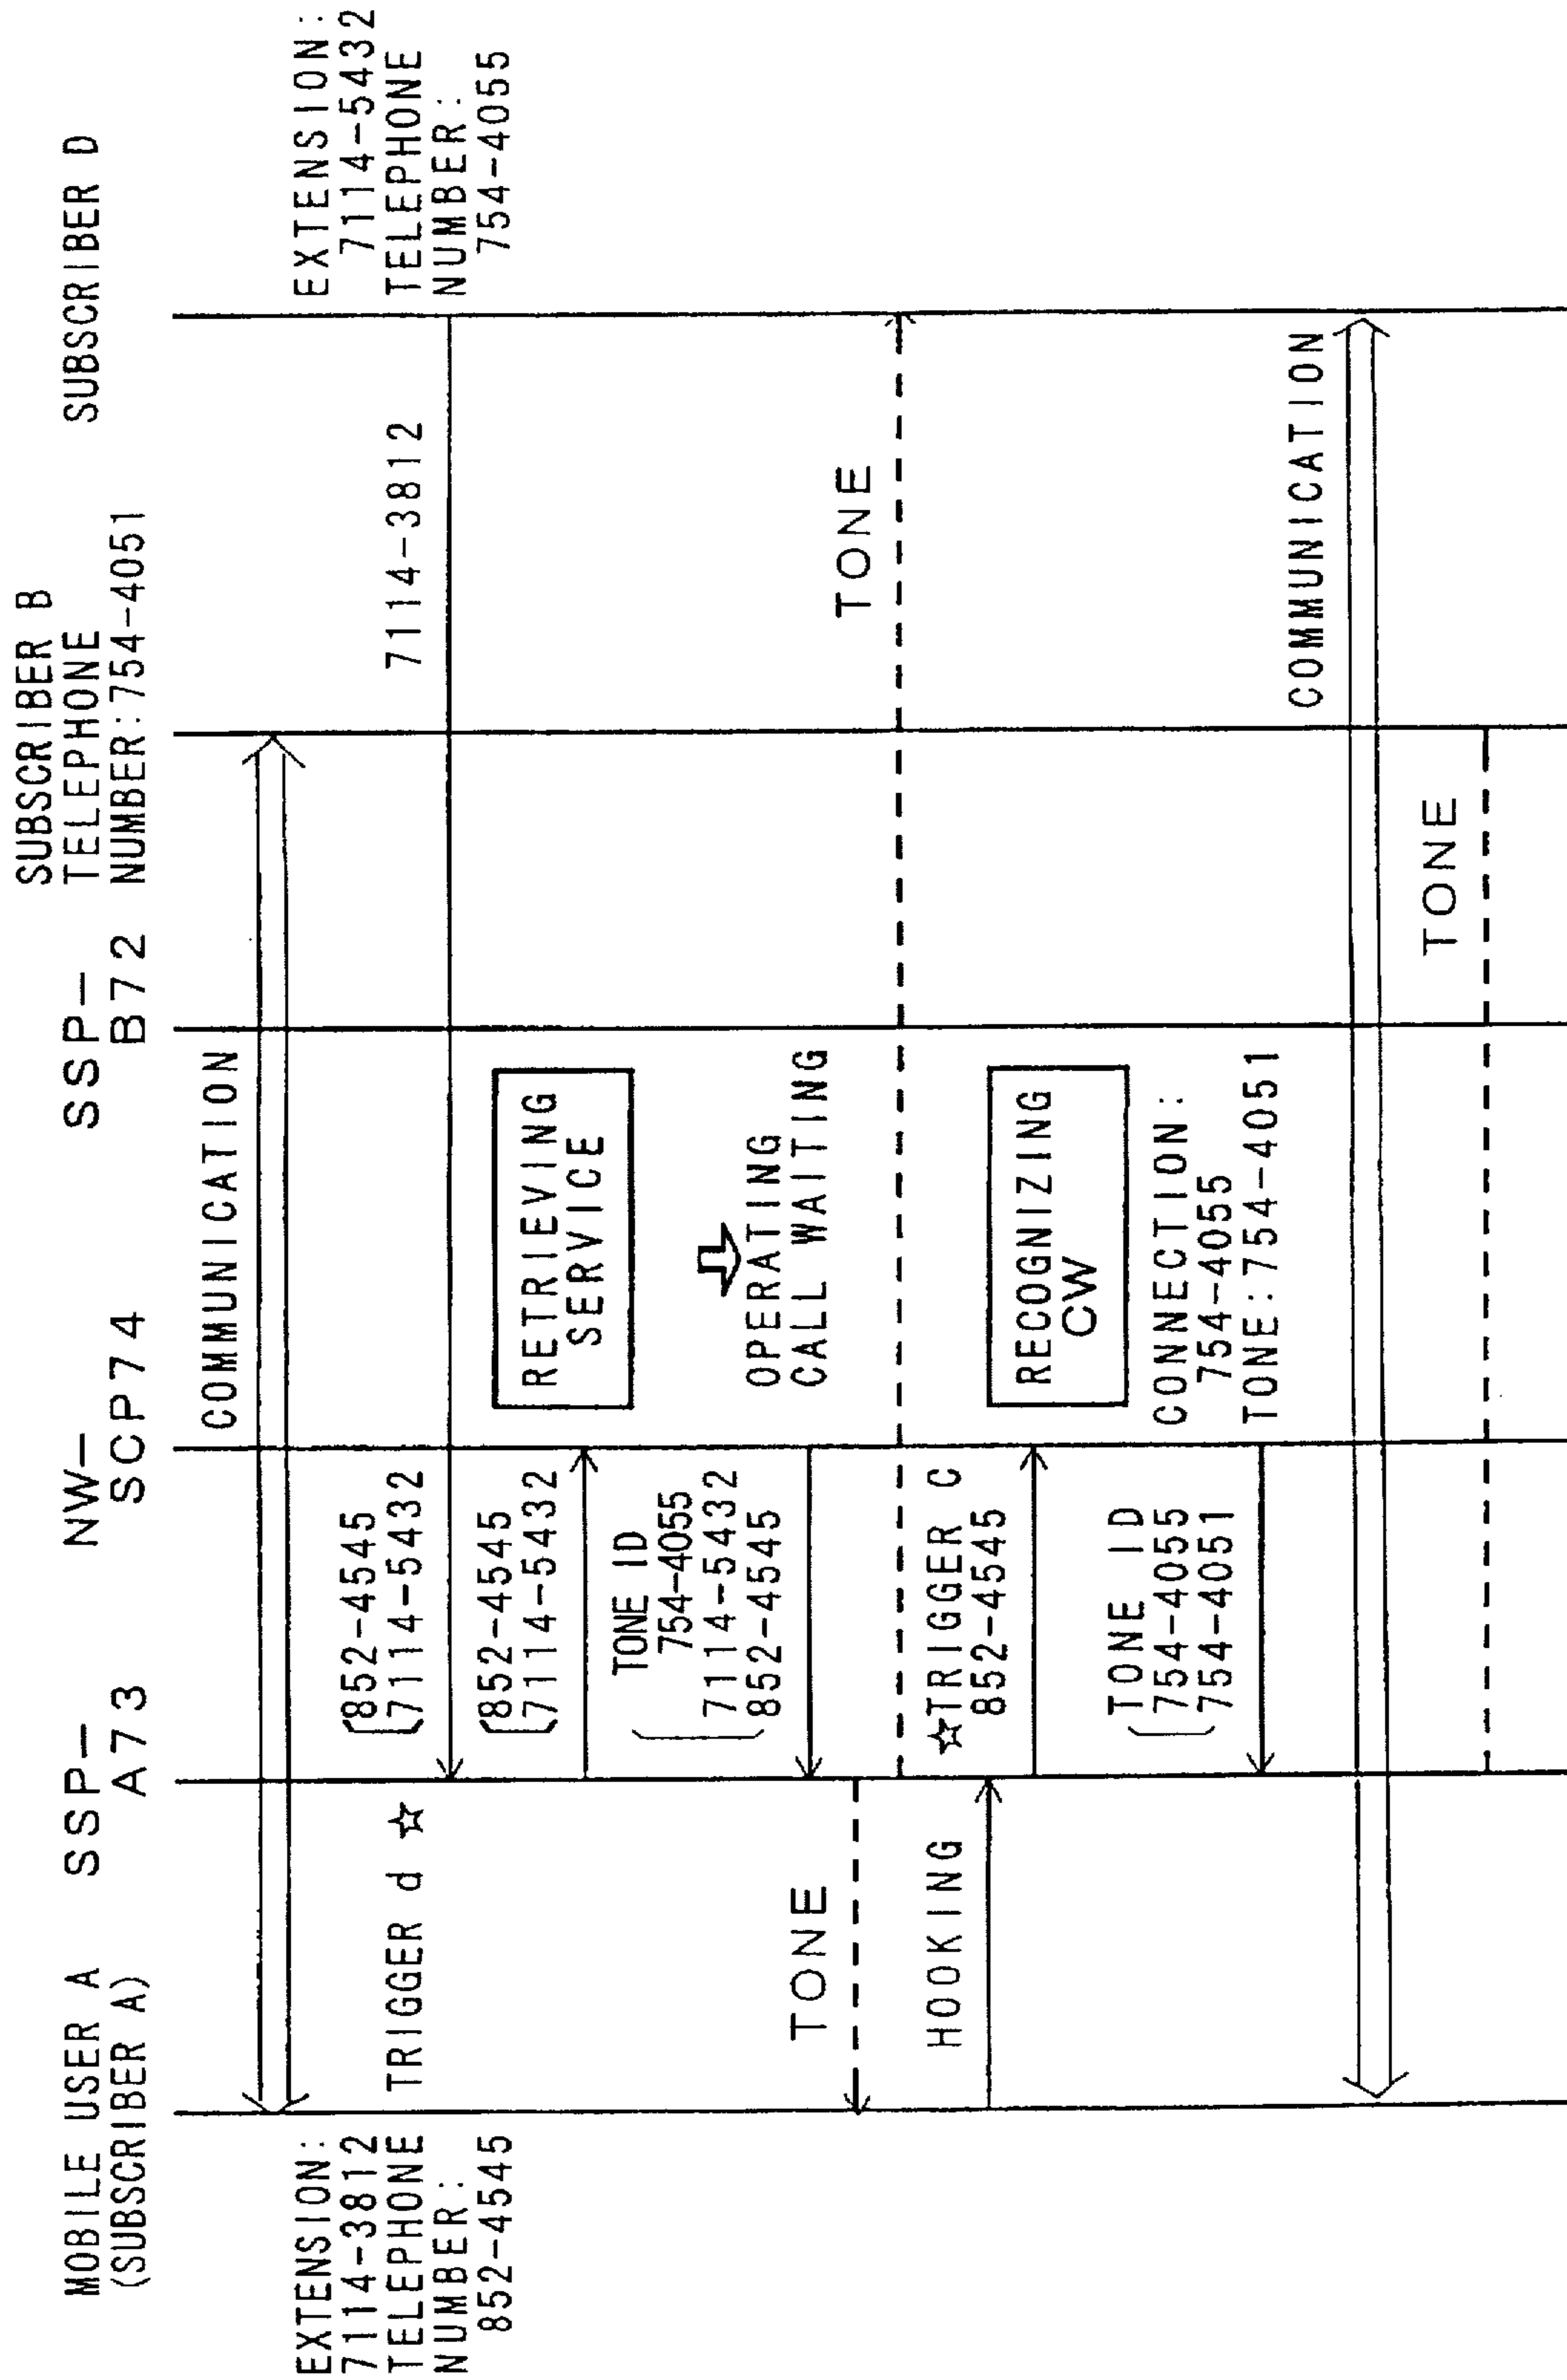 MOBILE USER A
(SUBSCRIBER A)
SSP-
A73
NW-
SCP74
SSP-
B72
SUBSCRIBER B
TELEPHONE
NUMBER:754-4051
SUBSCRIBER D
EXTENSION:
7114-3812
TELEPHONE
NUMBER:
852-4545
EXTENSION:
7114-5432
TELEPHONE
NUMBER:
754-4055
COMMUNICATION
TRIGGER d ☆
852-4545
7114-5432
7114-3812
852-4545
7114-5432
RETRIEVING
SERVICE
TONE ID
754-4055
7114-5432
852-4545
OPERATING
CALL WAITING
TONE
TONE
HOOKING
☆TRIGGER C
852-4545
RECOGNIZING
CW
TONE ID
754-4055
754-4051
CONNECTION:
754-4055
TONE:754-4051
COMMUNICATION
TONE